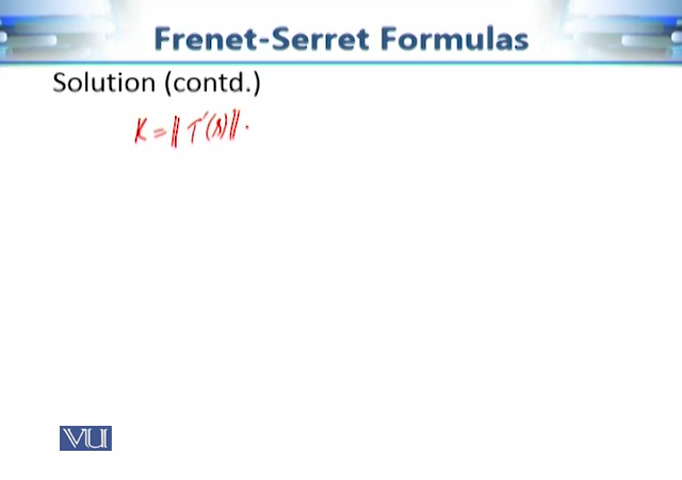 Frenet-Serret Formulas
Solution (contd.)
K = || T'(s) || .
VU